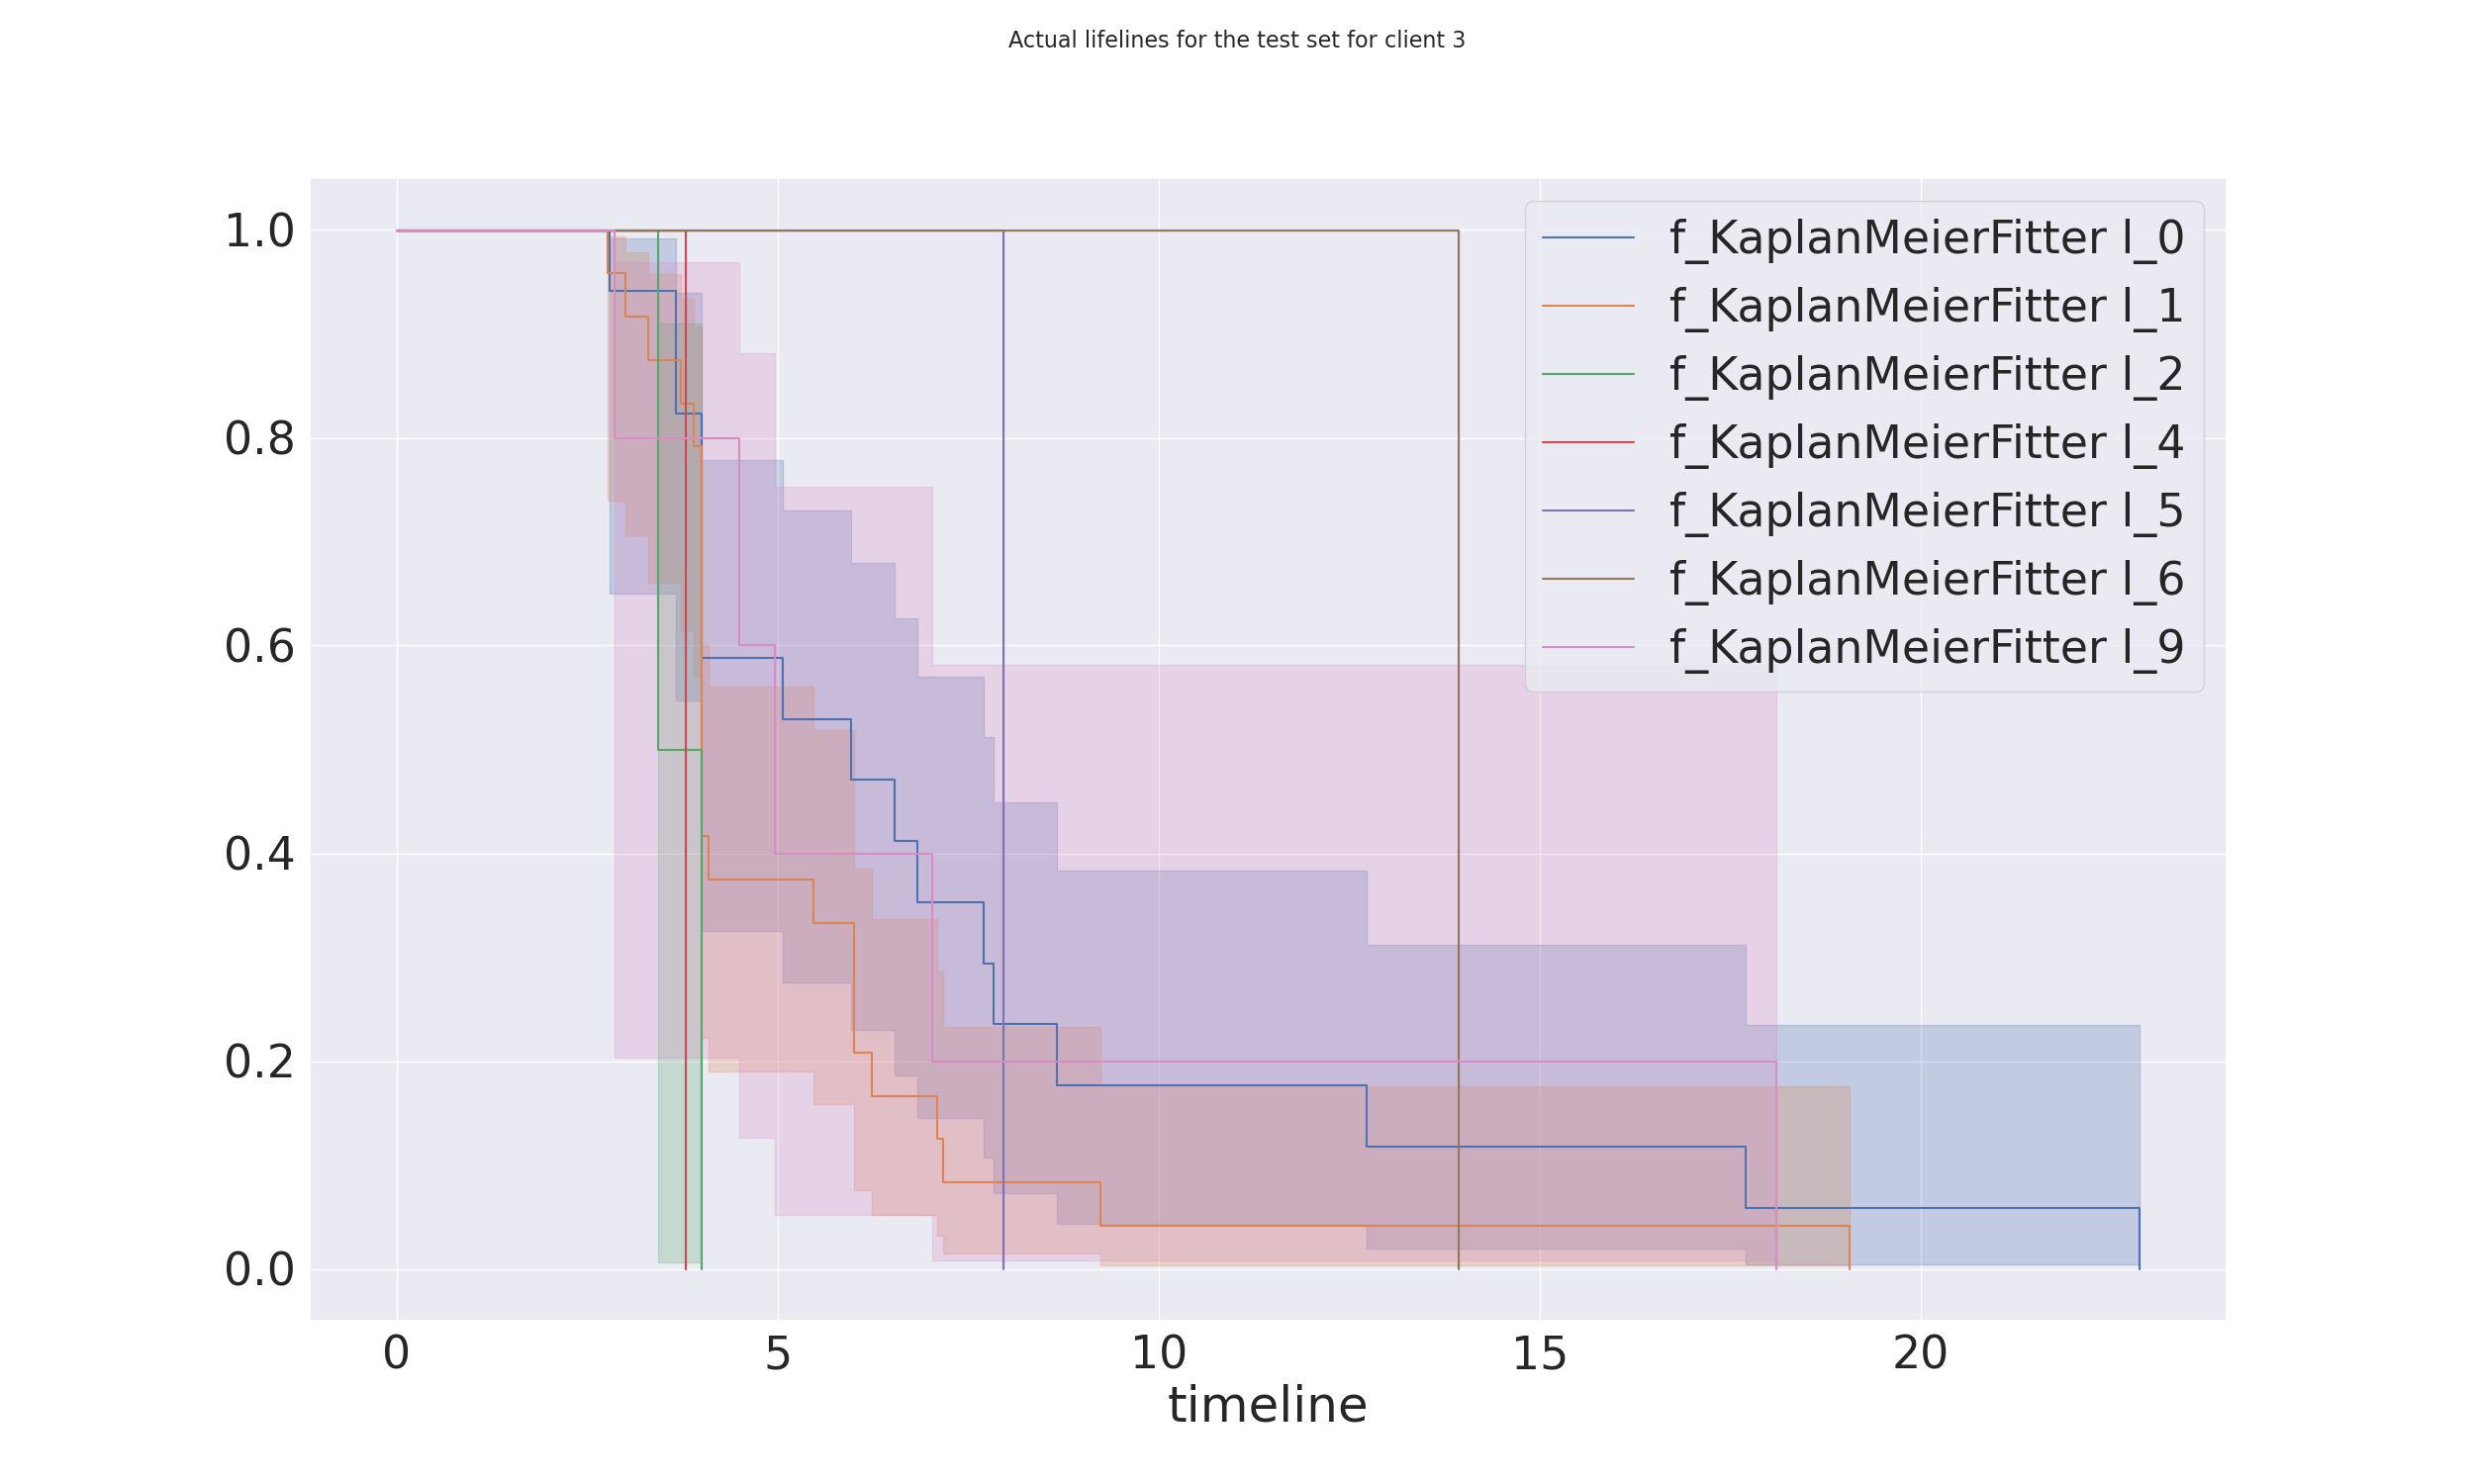 Actual lifelines for the test set for client 3
1.0
0.8
0.6
0.4
0.2
0.0
f_KaplanMeierFitter l_0
f_KaplanMeierFitter l_1
f_KaplanMeierFitter l_2
f_KaplanMeierFitter l_4
f_KaplanMeierFitter l_5
f_KaplanMeierFitter l_6
f_KaplanMeierFitter l_9
0 5 10 15 20
timeline